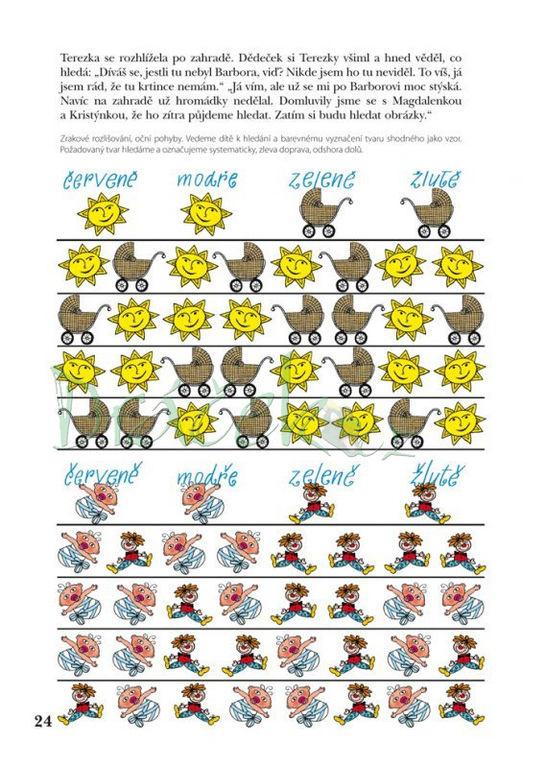 Terezka se rozhlížela po zahradě. Dědeček si Terezky všiml a hned věděl, co
hledá: „Díváš se, jestli tu nebyl Barbora, viď? Nikde jsem ho tu neviděl. To víš, já
jsem rád, že tu krtince nemám.“ „Já vím, ale už se mi po Barborovi moc stýská.
Navíc na zahradě už hromádky nedělal. Domluvily jsme se s Magdalenkou
a Kristýnkou, že ho zítra půjdeme hledat. Zatím si budu hledat obrázky.“
Zrakové rozlišování, oční pohyby. Vedeme dítě k hledání a barevnému vyznačení tvaru shodného jako vzor.
Požadovaný tvar hledáme a označujeme systematicky, zleva doprava, odshora dolů.
červeně modře zeleně žlutě
červeně modře zeleně žlutě
24